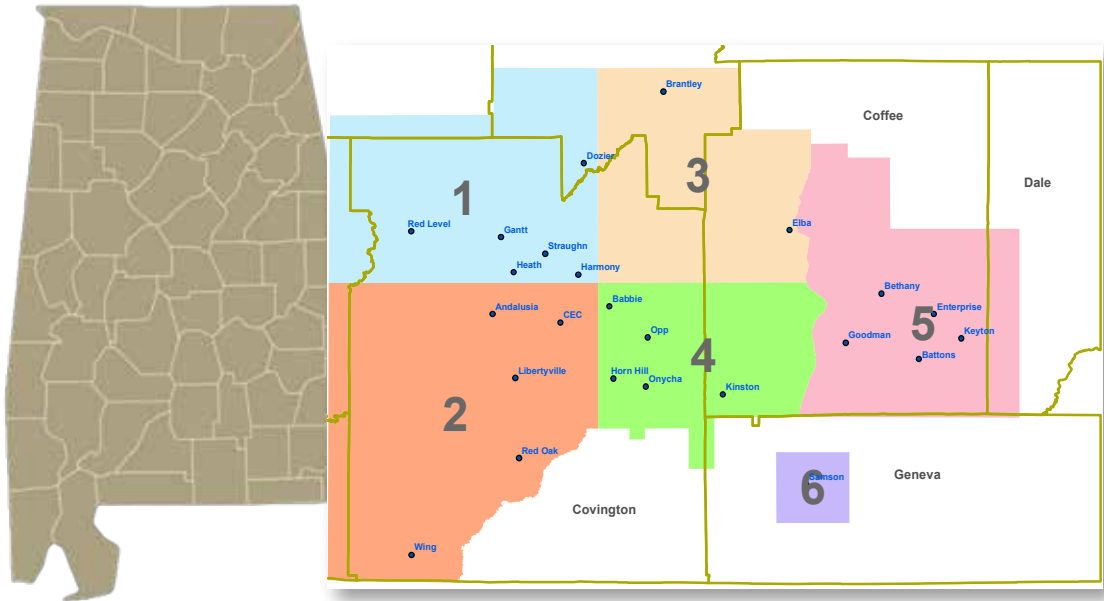 Brantley
Coffee
Dozier
3
Dale
1
Red Level
Gantt
Elba
Straughn
Heath
Harmony
Bethany
Babbie
Andalusia
CEC
Enterprise
5
Opp
Keyton
Goodman
4
Battons
Libertyville
Horn Hill
Onycha
Kinston
2
Red Oak
Geneva
Samson
6
Covington
Wing